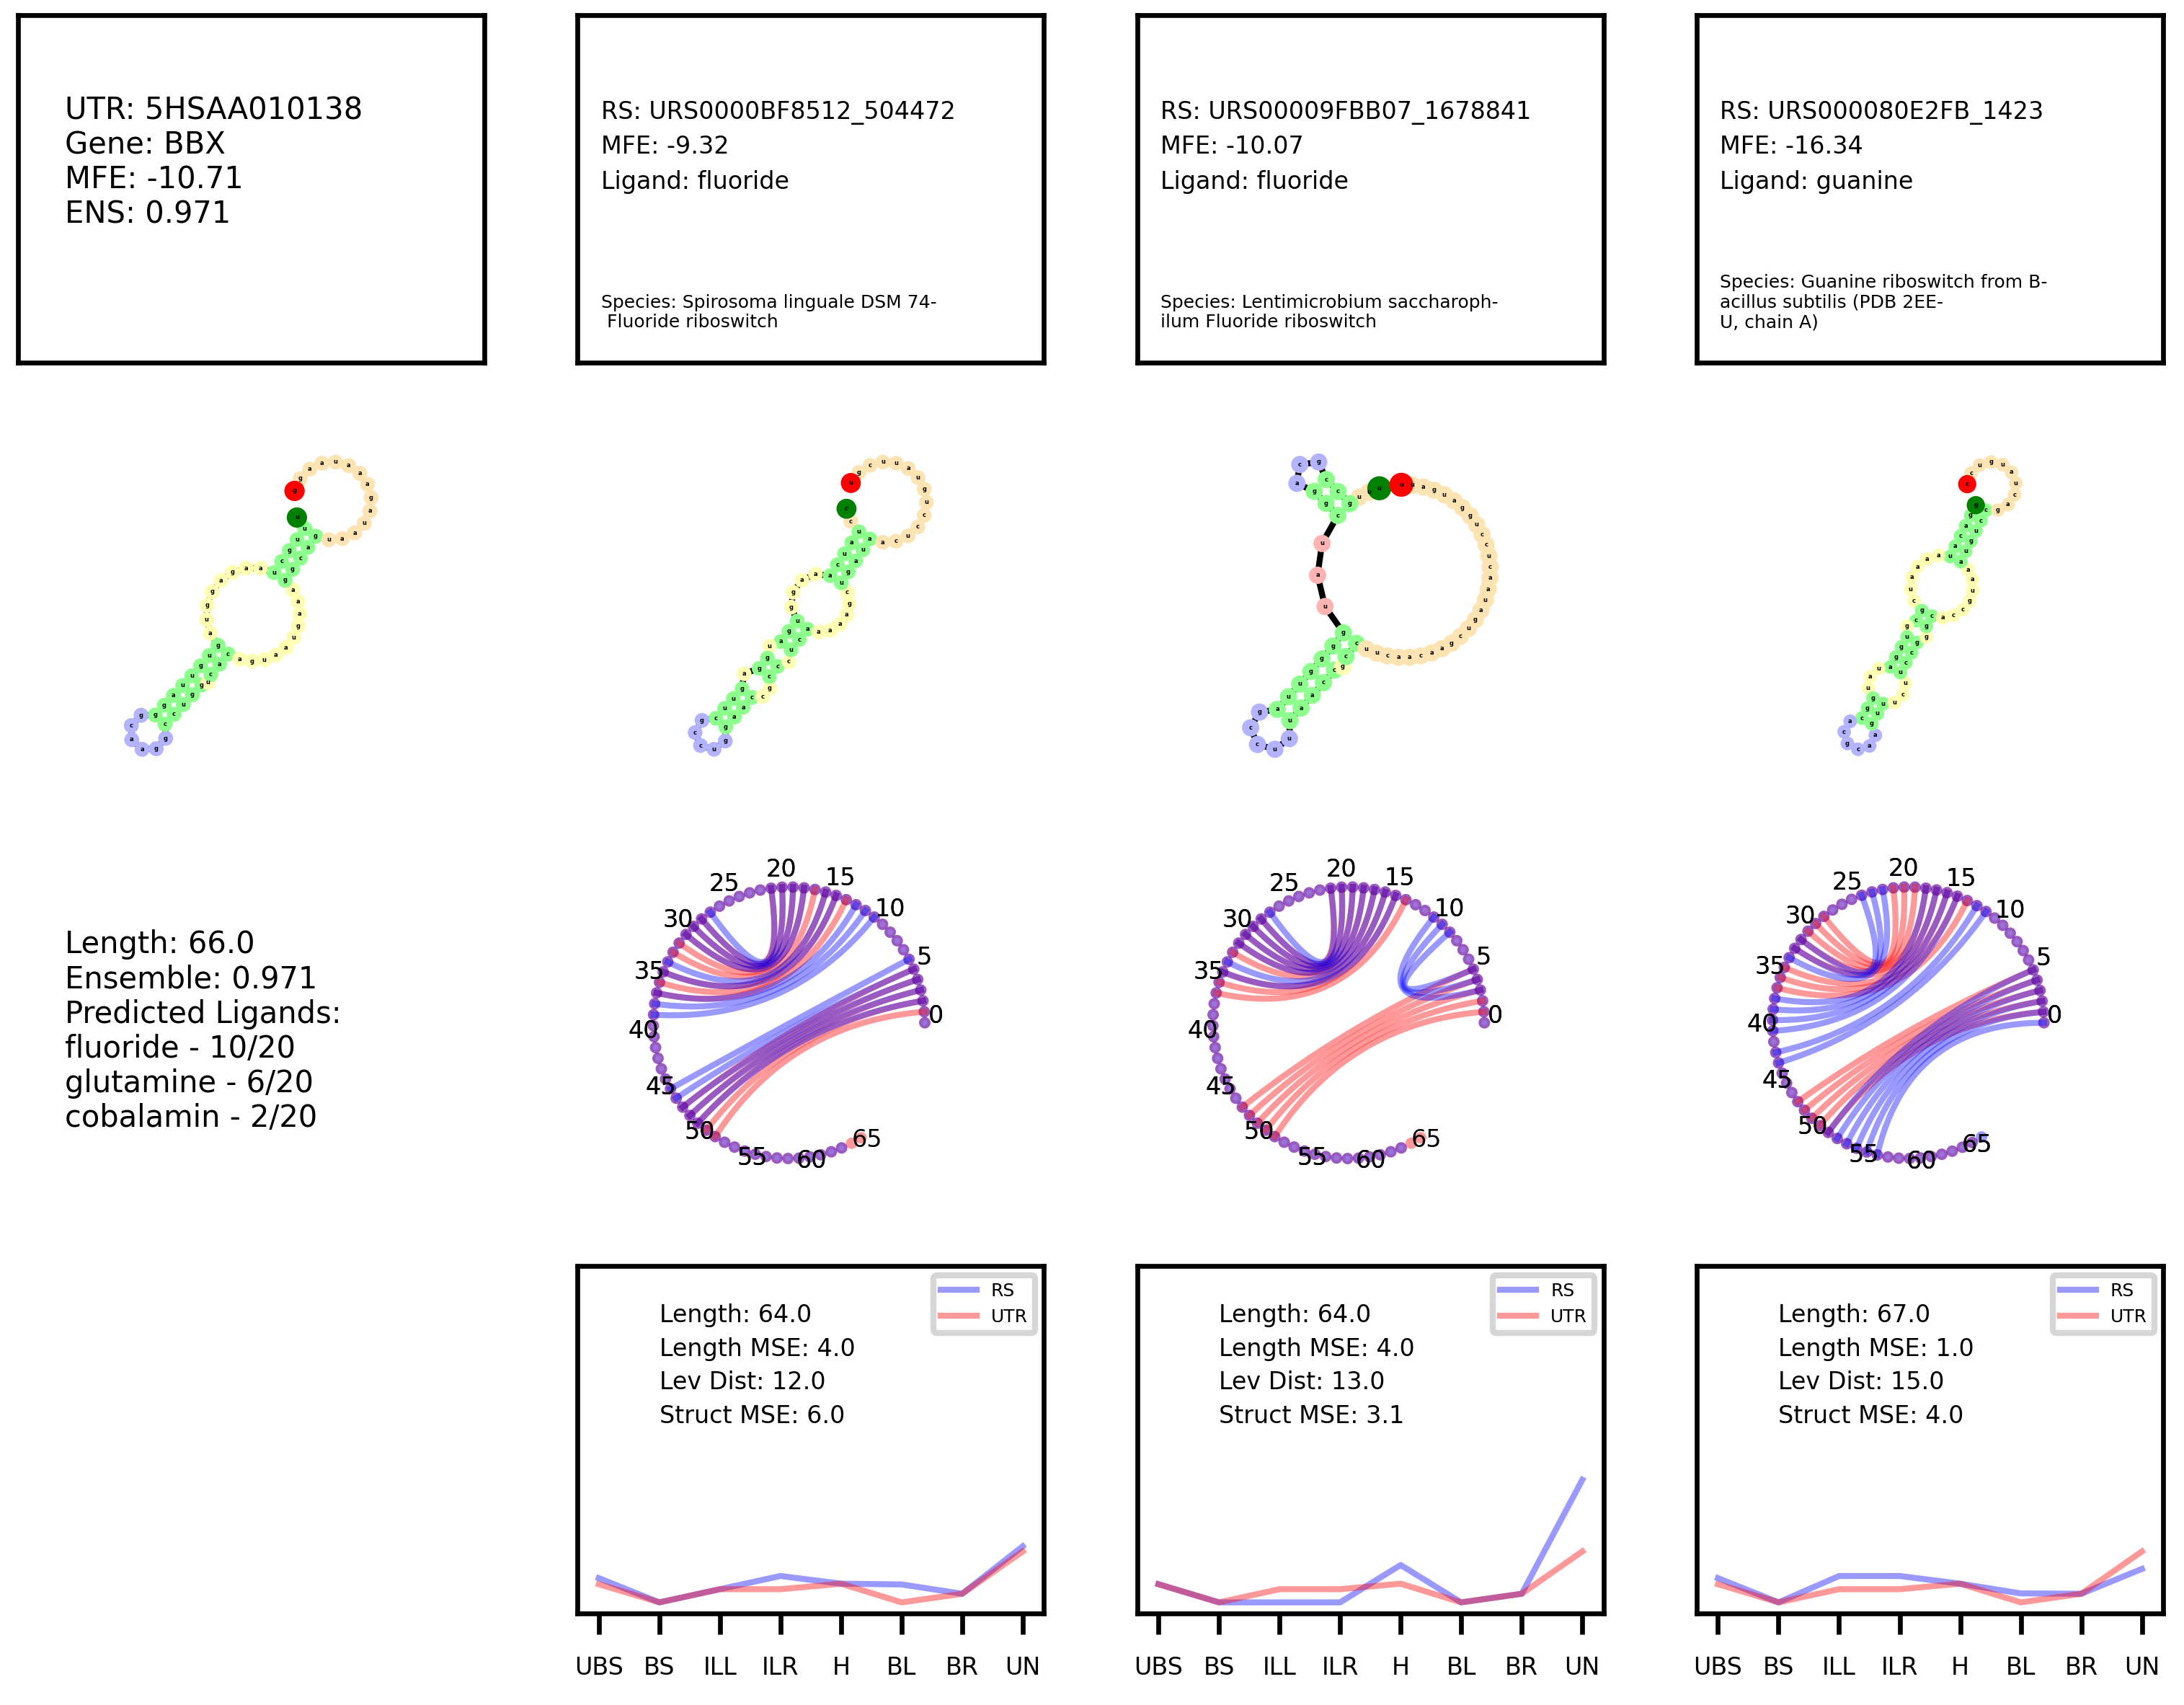 UTR: 5HSAA010138
Gene: BBX
MFE: -10.71
ENS: 0.971
RS: URS0000BF8512_504472
MFE: -9.32
Ligand: fluoride
Species: Spirosoma linguale DSM 74-
Fluoride riboswitch
RS: URS00009FBB07_1678841
MFE: -10.07
Ligand: fluoride
Species: Lentimicrobium saccharoph-
ilum Fluoride riboswitch
RS: URS000080E2FB_1423
MFE: -16.34
Ligand: guanine
Species: Guanine riboswitch from B-
acillus subtilis (PDB 2EE-
U, chain A)
Length: 66.0
Ensemble: 0.971
Predicted Ligands:
fluoride - 10/20
glutamine - 6/20
cobalamin - 2/20
0
5
10
15
20
25
30
35
40
45
50
55
60
65
0
5
10
15
20
25
30
35
40
45
50
55
60
65
0
5
10
15
20
25
30
35
40
45
50
55
60
65
RS
UTR
Length: 64.0
Length MSE: 4.0
Lev Dist: 12.0
Struct MSE: 6.0
UBS BS ILL ILR H BL BR UN
RS
UTR
Length: 64.0
Length MSE: 4.0
Lev Dist: 13.0
Struct MSE: 3.1
UBS BS ILL ILR H BL BR UN
RS
UTR
Length: 67.0
Length MSE: 1.0
Lev Dist: 15.0
Struct MSE: 4.0
UBS BS ILL ILR H BL BR UN